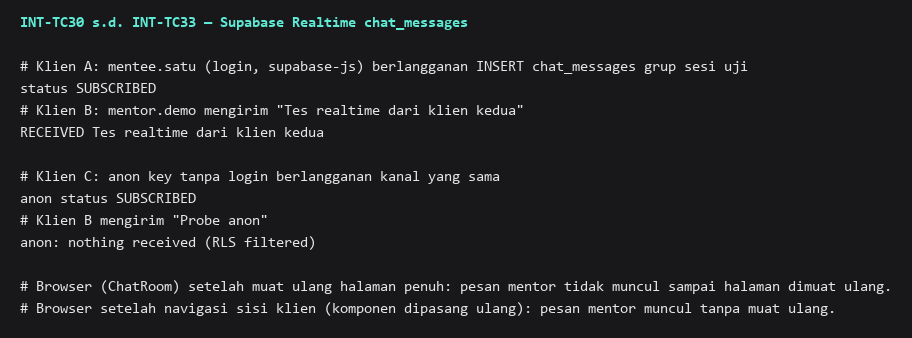 INT-TC30 s.d. INT-TC33 — Supabase Realtime chat_messages
# Klien A: mentee.satu (login, supabase-js) berlangganan INSERT chat_messages grup sesi uji
status SUBSCRIBED
# Klien B: mentor.demo mengirim "Tes realtime dari klien kedua"
RECEIVED Tes realtime dari klien kedua
# Klien C: anon key tanpa login berlangganan kanal yang sama
anon status SUBSCRIBED
# Klien B mengirim "Probe anon"
anon: nothing received (RLS filtered)
# Browser (ChatRoom) setelah muat ulang halaman penuh: pesan mentor tidak muncul sampai halaman dimuat ulang.
# Browser setelah navigasi sisi klien (komponen dipasang ulang): pesan mentor muncul tanpa muat ulang.